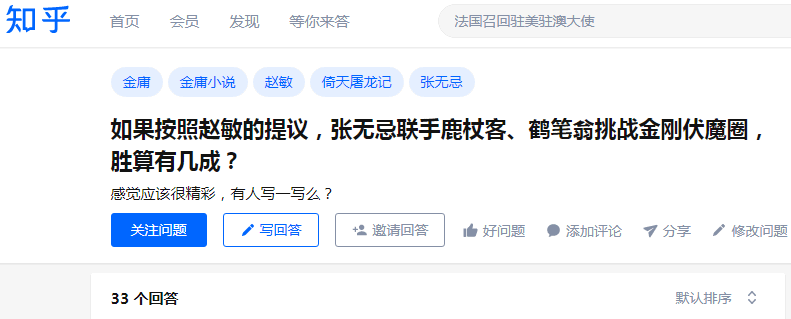 知乎 首页 会员 发现 等你来答 法国召回驻美驻澳大使
金庸 金庸小说 赵敏 倚天屠龙记 张无忌
如果按照赵敏的提议，张无忌联手鹿杖客、鹤笔翁挑战金刚伏魔圈，
胜算有几成？
感觉应该很精彩，有人写一写么？
关注问题 写回答 邀请回答 好问题 添加评论 分享 修改问题
33 个回答 默认排序